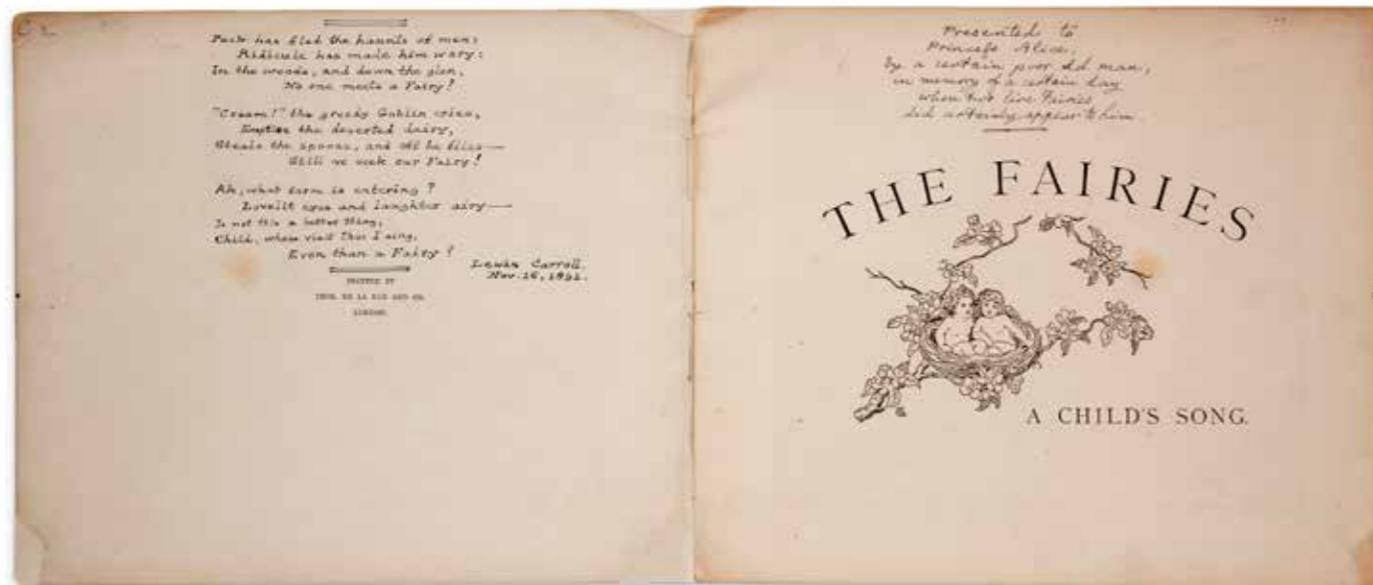 Puck has fled the haunts of men:
Ridicule has made him wary:
In the woods, and down the glen,
No one meets a Fairy!
"Cream!" the greedy Goblin cries,
Empties the deserted dairy,
Steals the spoons, and off he flies—
Still we seek our Fairy!
Ah, what form is entering?
Lovelit eyes and laughter airy—
Is not this a better thing,
Child, whose visit thus I sing,
Even than a Fairy?
Lewis Carroll.
Nov. 16, 1891.
PRINTED BY
THOS. DE LA RUE AND CO.
LONDON.
Presented to
Princeſs Alice,
by a certain poor old man,
in memory of a certain day
when two live Fairies
did actually appear to him.
THE FAIRIES
A CHILD'S SONG.